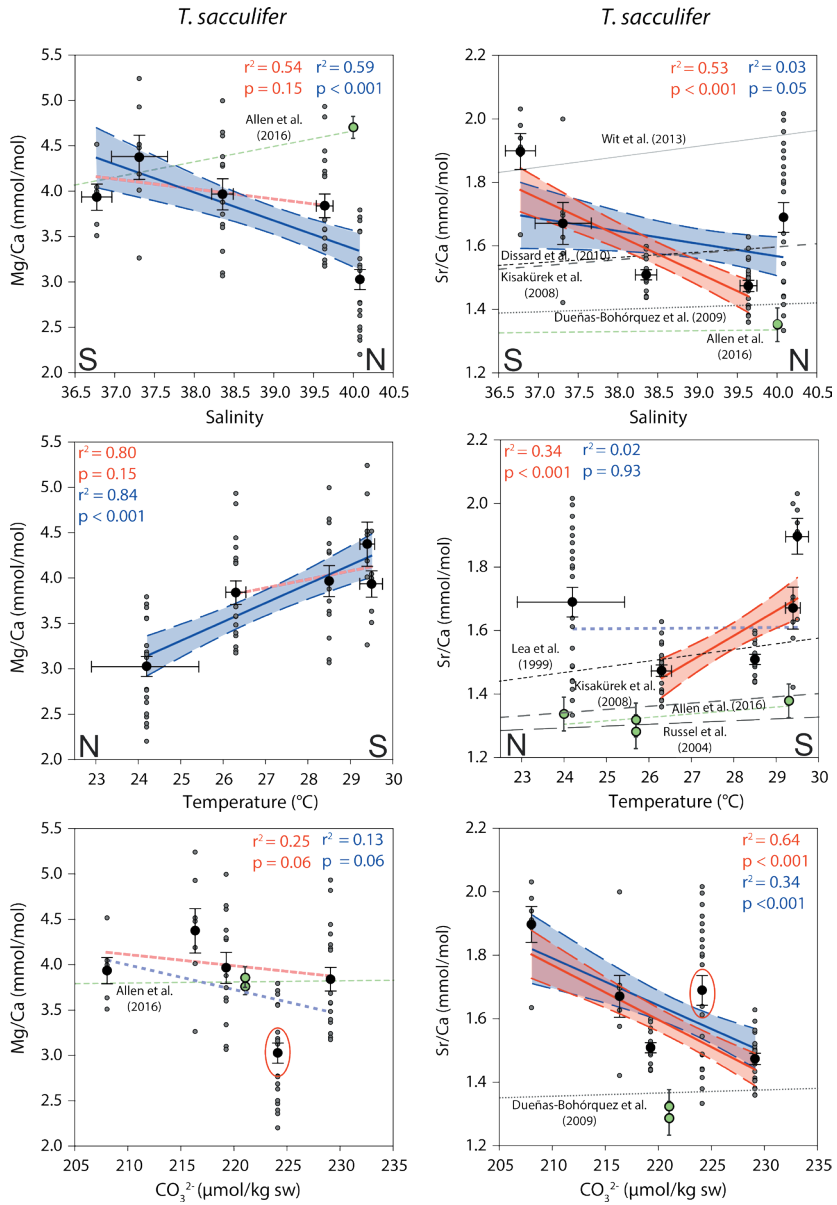 T. sacculifer
T. sacculifer
5.5
5.0
4.5
4.0
3.5
3.0
2.5
2.0
Mg/Ca (mmol/mol)
r² = 0.54
p = 0.15
r² = 0.59
p < 0.001
Allen et al.
(2016)
S
N
36.5
37.0
37.5
38.0
38.5
39.0
39.5
40.0
40.5
Salinity
2.2
2.0
1.8
1.6
1.4
1.2
Sr/Ca (mmol/mol)
r² = 0.53
p < 0.001
r² = 0.03
p = 0.05
Wit et al. (2013)
Dissard et al. (2010)
Kisakürek et al.
(2008)
Dueñas-Bohórquez et al. (2009)
Allen et al.
(2016)
S
N
36.5
37.0
37.5
38.0
38.5
39.0
39.5
40.0
40.5
Salinity
5.5
5.0
4.5
4.0
3.5
3.0
2.5
2.0
Mg/Ca (mmol/mol)
r² = 0.80
p = 0.15
r² = 0.84
p < 0.001
N
S
23
24
25
26
27
28
29
30
Temperature (°C)
2.2
2.0
1.8
1.6
1.4
1.2
Sr/Ca (mmol/mol)
r² = 0.34
p < 0.001
r² = 0.02
p = 0.93
Lea et al.
(1999)
Kisakürek et al.
(2008)
Allen et al. (2016)
Russel et al.
(2004)
N
S
23
24
25
26
27
28
29
30
Temperature (°C)
5.5
5.0
4.5
4.0
3.5
3.0
2.5
2.0
Mg/Ca (mmol/mol)
r² = 0.25
p = 0.06
r² = 0.13
p = 0.06
Allen et al.
(2016)
210
215
220
225
230
235
CO₃²⁻ (µmol/kg sw)
2.2
2.0
1.8
1.6
1.4
1.2
Sr/Ca (mmol/mol)
r² = 0.64
p < 0.001
r² = 0.34
p <0.001
Dueñas-Bohórquez et al.
(2009)
205
210
215
220
225
230
235
CO₃²⁻ (µmol/kg sw)